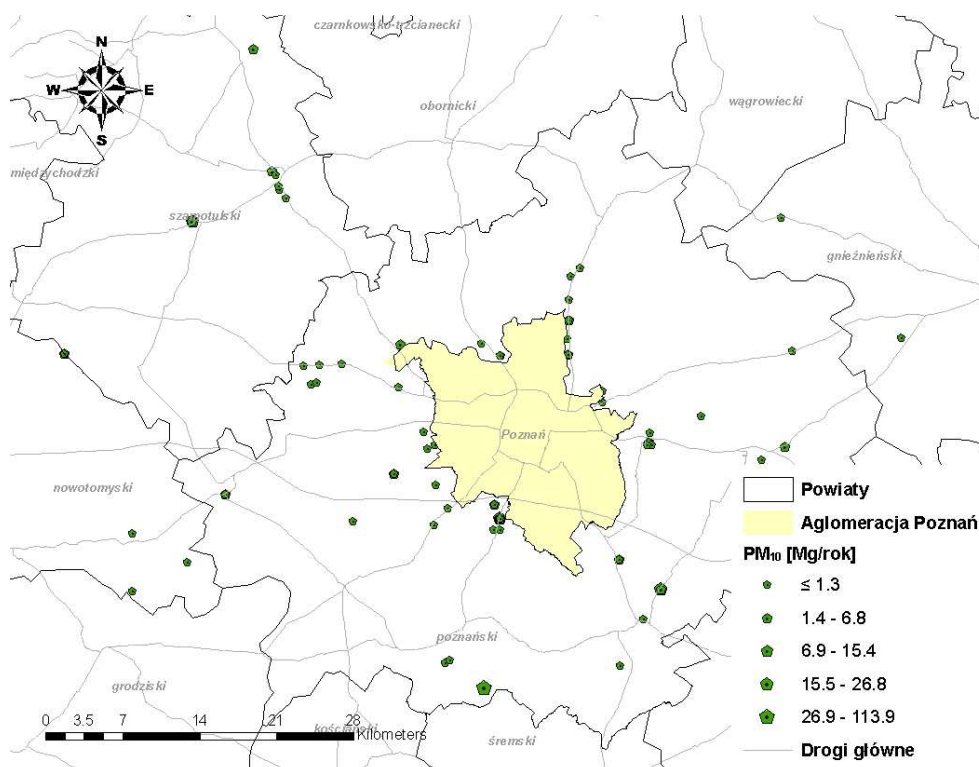 czarnkowsko-trzcianecki
N
W E
S
obornicki
wągrowiecki
międzychodzki
szamotulski
gnieźnieński
Poznań
nowotomyski
poznański
grodziski
kościański
śremski
0 3.5 7 14 21 28
Kilometers
Powiaty
Aglomeracja Poznań
PM₁₀ [Mg/rok]
≤ 1.3
1.4 - 6.8
6.9 - 15.4
15.5 - 26.8
26.9 - 113.9
Drogi główne